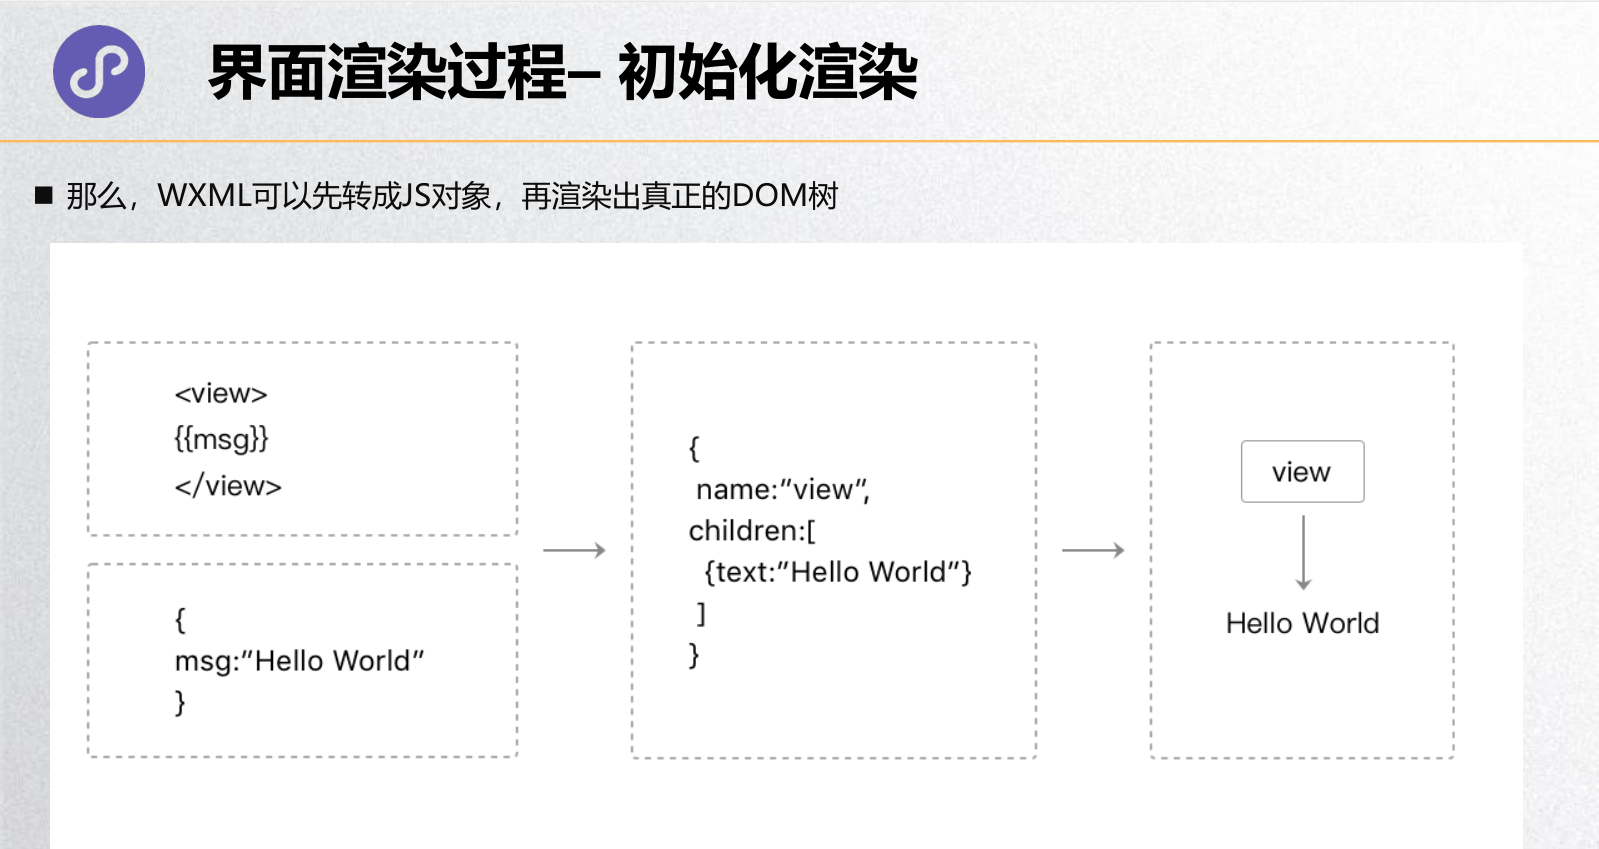 界面渲染过程– 初始化渲染
■ 那么，WXML可以先转成JS对象，再渲染出真正的DOM树
<view>
{{msg}}
</view>
{
msg:"Hello World"
}
{
name:"view",
children:[
{text:"Hello World"}
]
}
view
Hello World